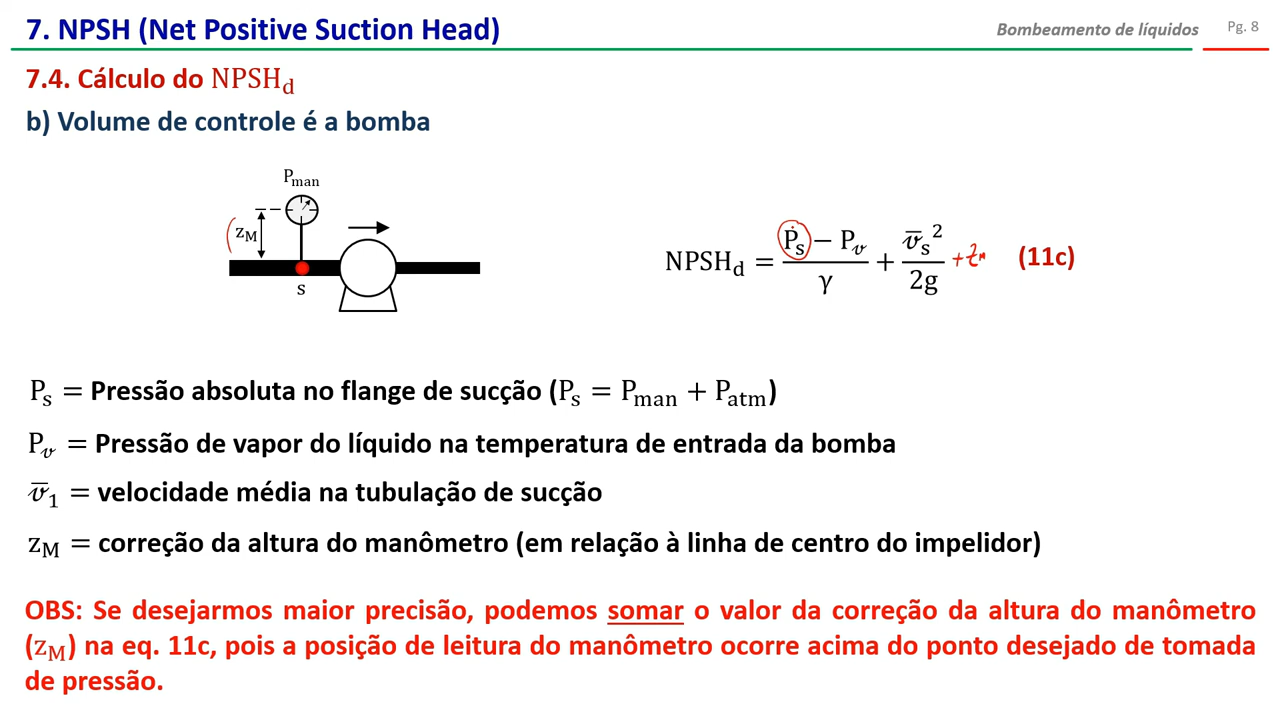 7. NPSH (Net Positive Suction Head)
Bombeamento de líquidos
Pg. 8
7.4. Cálculo do NPSH_d
b) Volume de controle é a bomba
P_man
z_M
s
NPSH_d = (P_s − P_v)/γ + v̅_s²/2g + z_M (11c)
P_s = Pressão absoluta no flange de sucção (P_s = P_man + P_atm)
P_v = Pressão de vapor do líquido na temperatura de entrada da bomba
v̅_1 = velocidade média na tubulação de sucção
z_M = correção da altura do manômetro (em relação à linha de centro do impelidor)
OBS: Se desejarmos maior precisão, podemos somar o valor da correção da altura do manômetro
(z_M) na eq. 11c, pois a posição de leitura do manômetro ocorre acima do ponto desejado de tomada
de pressão.